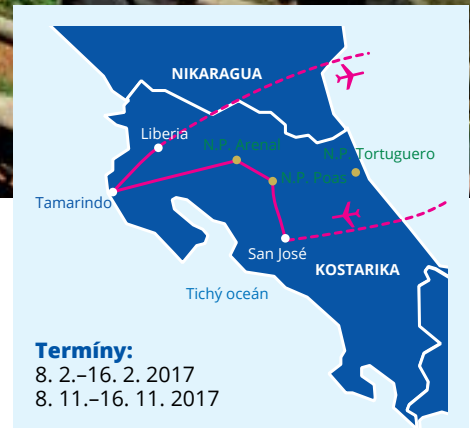 NIKARAGUA
Liberia
N.P. Arenal
N.P. Tortuguero
N.P. Poas
Tamarindo
San José
KOSTARIKA
Tichý oceán
Termíny:
8. 2.–16. 2. 2017
8. 11.–16. 11. 2017